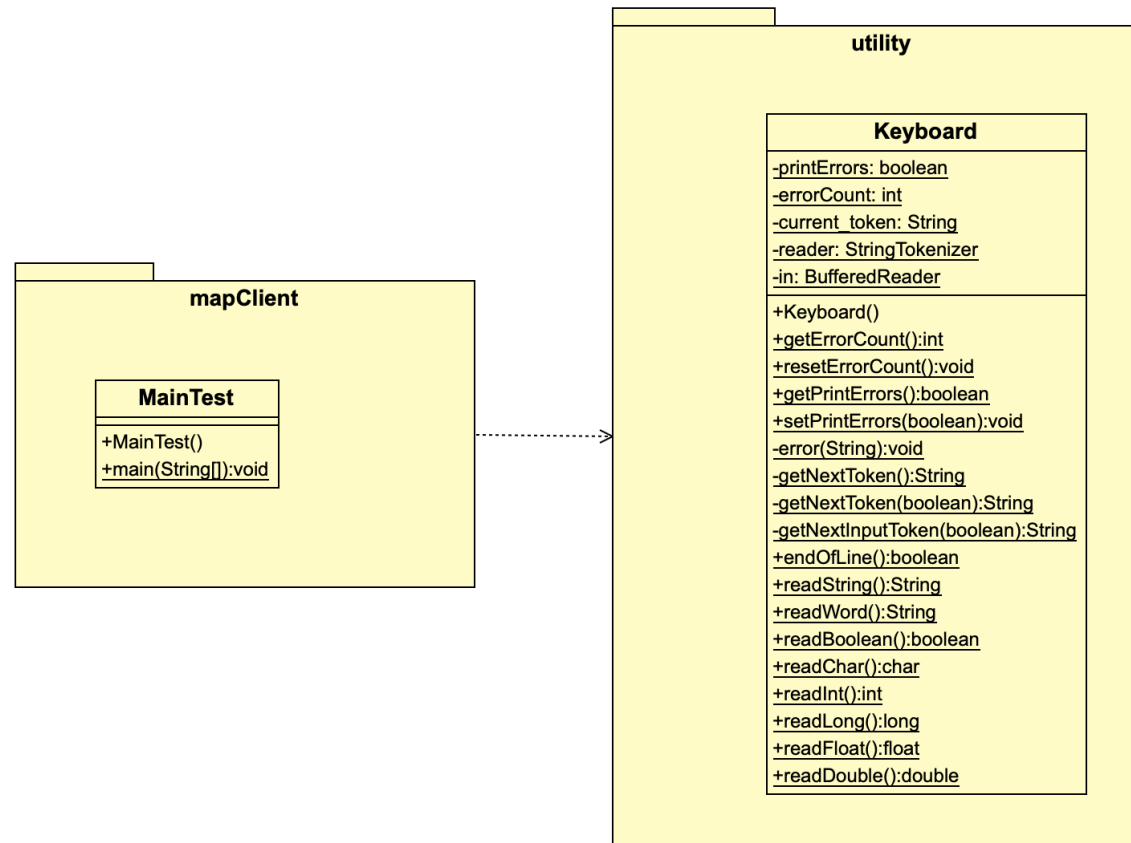 utility
Keyboard
-printErrors: boolean
-errorCount: int
-current_token: String
-reader: StringTokenizer
-in: BufferedReader
+Keyboard()
+getErrorCount():int
+resetErrorCount():void
+getPrintErrors():boolean
+setPrintErrors(boolean):void
-error(String):void
-getNextToken():String
-getNextToken(boolean):String
-getNextInputToken(boolean):String
+endOfLine():boolean
+readString():String
+readWord():String
+readBoolean():boolean
+readChar():char
+readInt():int
+readLong():long
+readFloat():float
+readDouble():double
mapClient
MainTest
+MainTest()
+main(String[]):void